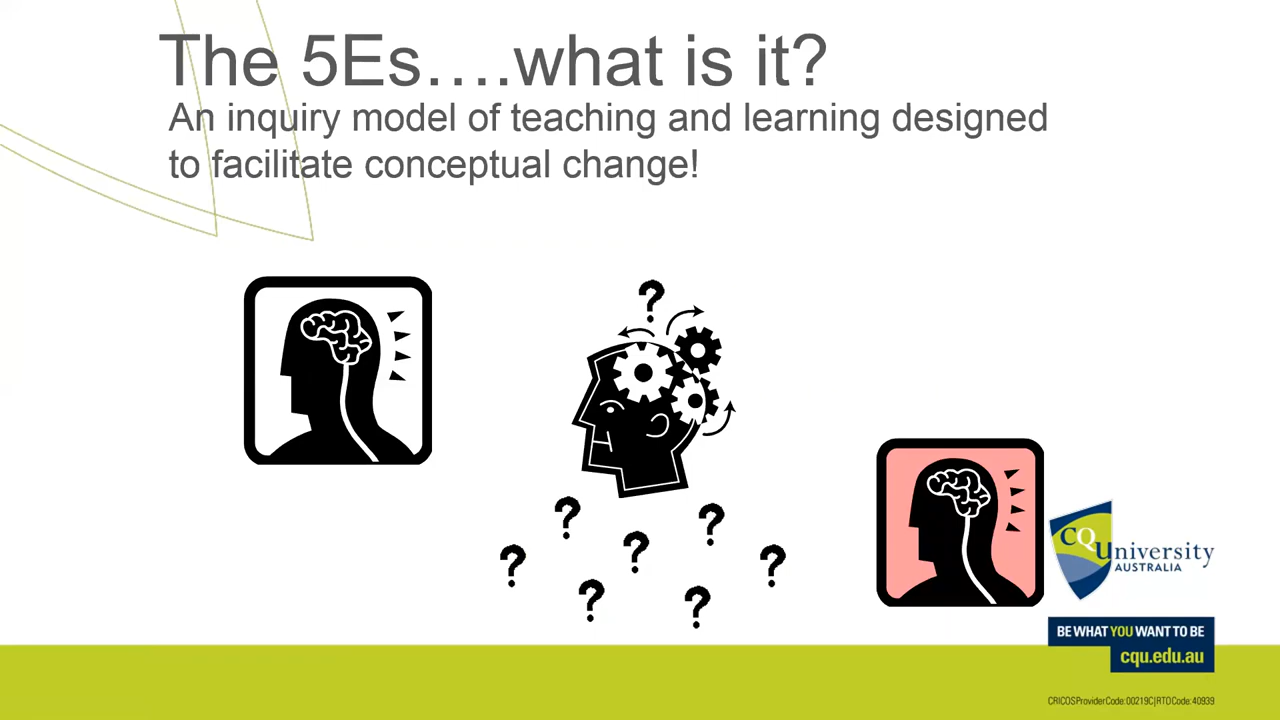 The 5Es….what is it?
An inquiry model of teaching and learning designed
to facilitate conceptual change!
?
? ? ? ? ? ? ?
CQUniversity
AUSTRALIA
BE WHAT YOU WANT TO BE
cqu.edu.au
CRICOS Provider Code: 00219C | RTO Code: 40939